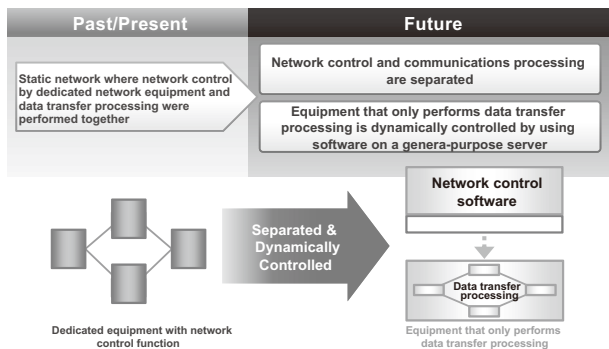 Past/Present
Future
Static network where network control
by dedicated network equipment and
data transfer processing were
performed together
Network control and communications processing
are separated
Equipment that only performs data transfer
processing is dynamically controlled by using
software on a genera-purpose server
Separated &
Dynamically
Controlled
Network control
software
Data transfer
processing
Dedicated equipment with network
control function
Equipment that only performs
data transfer processing